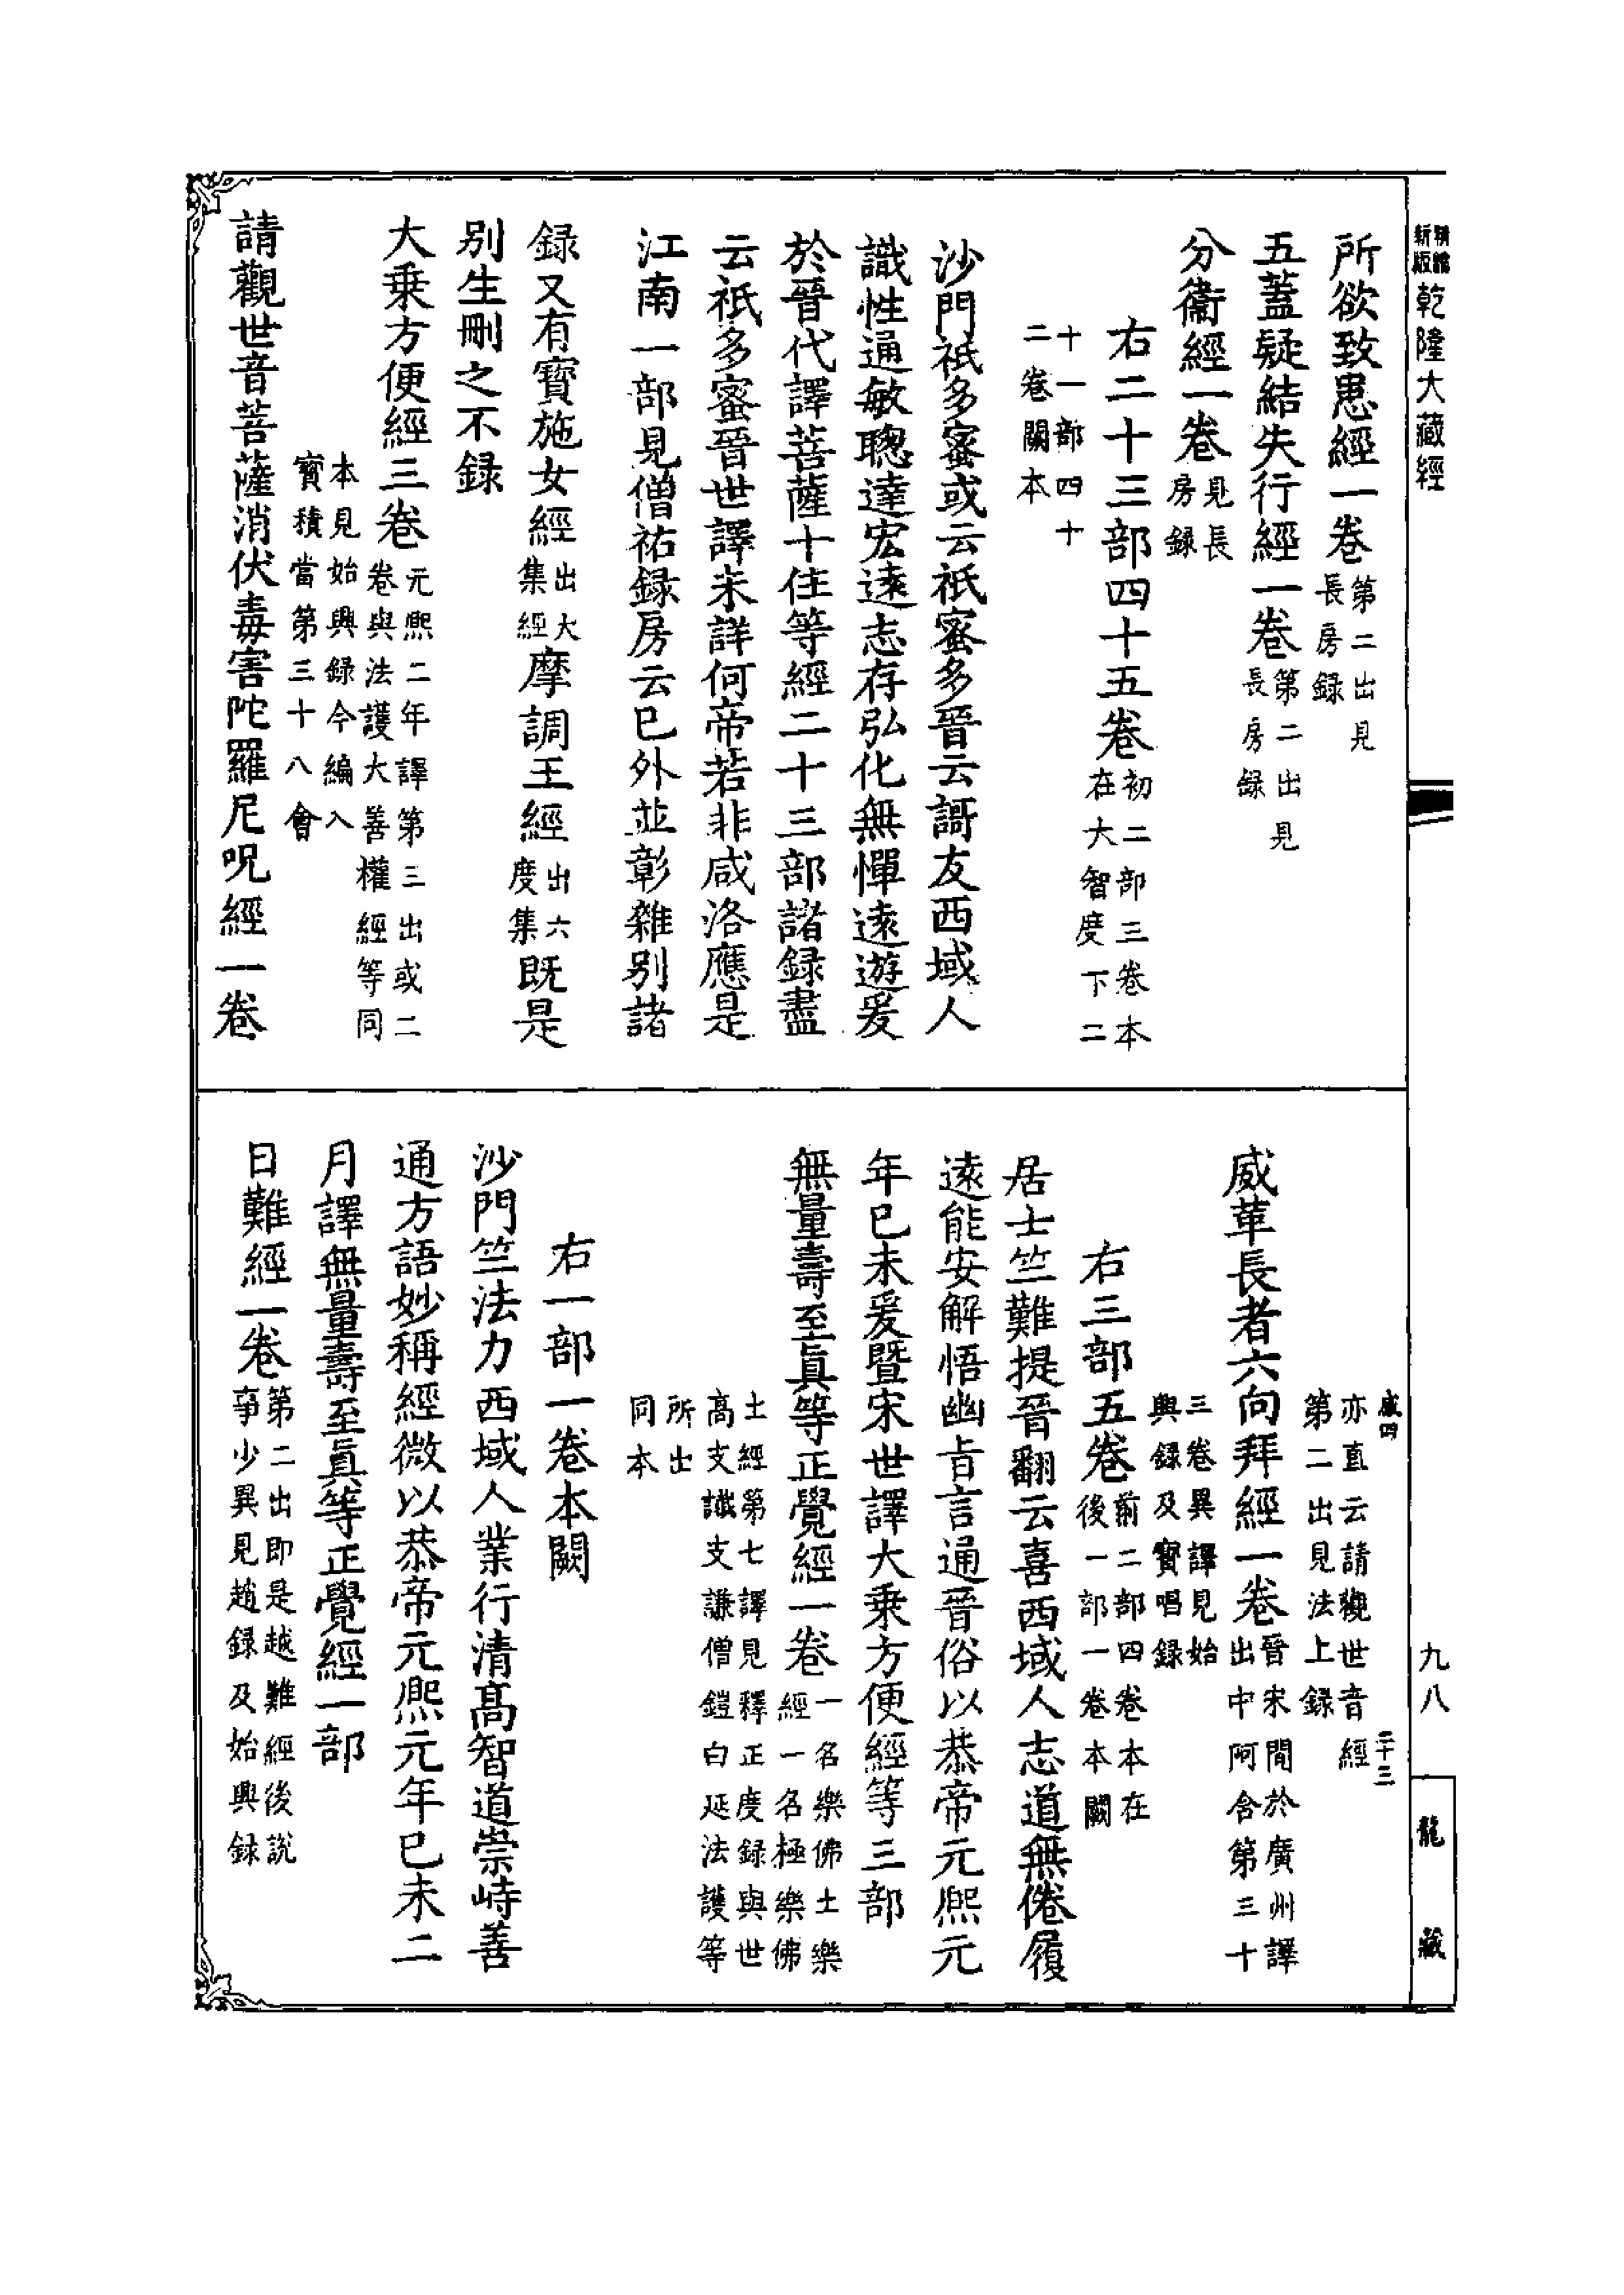 精縮新版乾隆大藏經
所欲致患經一卷第二出見長房録
五蓋疑結失行經一卷第二出見長房録
分衞經一卷見長房録
右二十三部四十五卷初二部三卷本在大智度下二
十一部四十二卷闕本
沙門祇多蜜或云祇蜜多晉云謌友西域人
識性通敏聰達宏遠志存弘化無憚遠遊爰
於晉代譯菩薩十住等經二十三部諸録盡
云祇多蜜晉世譯未詳何帝若非咸洛應是
江南一部見僧祐録房云已外並彰雜別諸
録又有寶施女經出大集經摩調王經出六度集既是
別生刪之不録
大乗方便經三卷元熙二年譯第三出或二卷與法護大善權經等同
本見始興録今編入寶積當第三十八會
請觀世音菩薩消伏毒害陀羅尼呪經一卷
亦直云請觀世音經第二出見法上録
咸四
二十三
威革長者六向拜經一卷晉宋間於廣州譯出中阿含第三十
三卷異譯見始興録及寶唱録
右三部五卷前二部四卷本在後一部一卷本闕
居士竺難提晉翻云喜西域人志道無倦履
遠能安解悟幽旨言通晉俗以恭帝元熙元
年已未爰暨宋世譯大乗方便經等三部
無量壽至眞等正覺經一卷一名樂佛土樂經一名極樂佛
土經第七譯見釋正度録與世高支讖支謙僧鎧白延法護等
所出同本
右一部一卷本闕
沙門竺法力西域人業行清髙智道崇峙善
通方語妙稱經微以恭帝元熙元年已未二
月譯無量壽至眞等正覺經一部
日難經一卷第二出即是越難經後說事少異見趙録及始興録
九八
龍藏